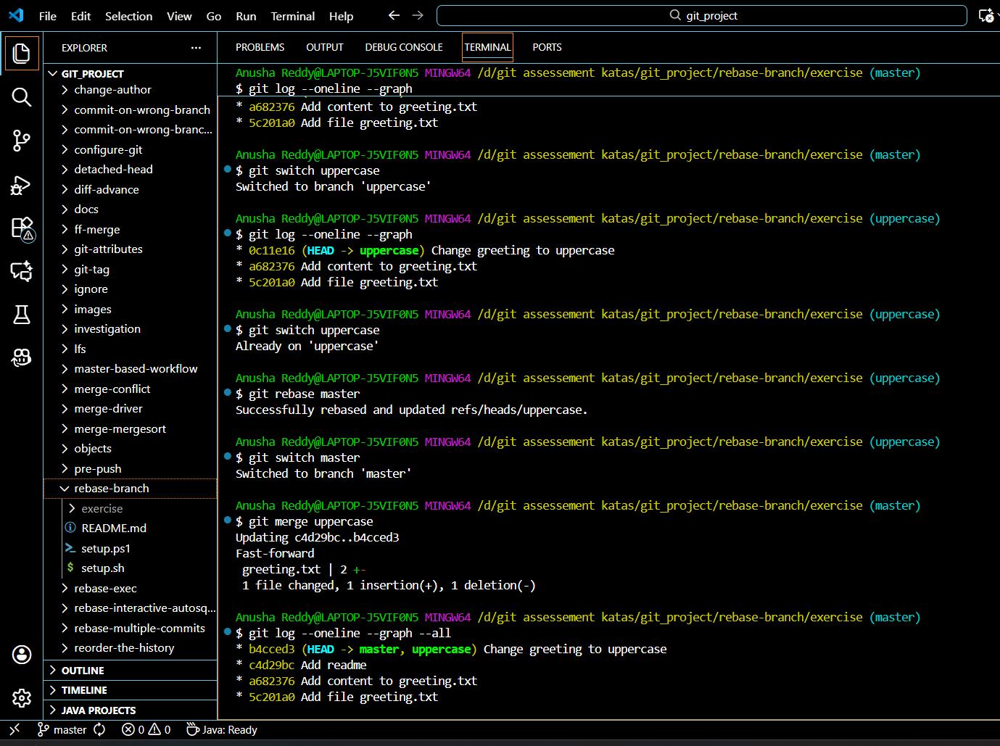 File Edit Selection View Go Run Terminal Help
git_project
EXPLORER
GIT_PROJECT
change-author
commit-on-wrong-branch
commit-on-wrong-branc...
configure-git
detached-head
diff-advance
docs
ff-merge
git-attributes
git-tag
ignore
images
investigation
lfs
master-based-workflow
merge-conflict
merge-driver
merge-mergesort
objects
pre-push
rebase-branch
exercise
README.md
setup.ps1
setup.sh
rebase-exec
rebase-interactive-autosq...
rebase-multiple-commits
reorder-the-history
OUTLINE
TIMELINE
JAVA PROJECTS
PROBLEMS OUTPUT DEBUG CONSOLE TERMINAL PORTS
Anusha Reddy@LAPTOP-J5VIF0N5 MINGW64 /d/git assessement katas/git_project/rebase-branch/exercise (master)
$ git log --oneline --graph
* a682376 Add content to greeting.txt
* 5c201a0 Add file greeting.txt
Anusha Reddy@LAPTOP-J5VIF0N5 MINGW64 /d/git assessement katas/git_project/rebase-branch/exercise (master)
$ git switch uppercase
Switched to branch 'uppercase'
Anusha Reddy@LAPTOP-J5VIF0N5 MINGW64 /d/git assessement katas/git_project/rebase-branch/exercise (uppercase)
$ git log --oneline --graph
* 0c11e16 (HEAD -> uppercase) Change greeting to uppercase
* a682376 Add content to greeting.txt
* 5c201a0 Add file greeting.txt
Anusha Reddy@LAPTOP-J5VIF0N5 MINGW64 /d/git assessement katas/git_project/rebase-branch/exercise (uppercase)
$ git switch uppercase
Already on 'uppercase'
Anusha Reddy@LAPTOP-J5VIF0N5 MINGW64 /d/git assessement katas/git_project/rebase-branch/exercise (uppercase)
$ git rebase master
Successfully rebased and updated refs/heads/uppercase.
Anusha Reddy@LAPTOP-J5VIF0N5 MINGW64 /d/git assessement katas/git_project/rebase-branch/exercise (uppercase)
$ git switch master
Switched to branch 'master'
Anusha Reddy@LAPTOP-J5VIF0N5 MINGW64 /d/git assessement katas/git_project/rebase-branch/exercise (master)
$ git merge uppercase
Updating c4d29bc..b4cced3
Fast-forward
greeting.txt | 2 +-
1 file changed, 1 insertion(+), 1 deletion(-)
Anusha Reddy@LAPTOP-J5VIF0N5 MINGW64 /d/git assessement katas/git_project/rebase-branch/exercise (master)
$ git log --oneline --graph --all
* b4cced3 (HEAD -> master, uppercase) Change greeting to uppercase
* c4d29bc Add readme
* a682376 Add content to greeting.txt
* 5c201a0 Add file greeting.txt
master 0 0 Java: Ready